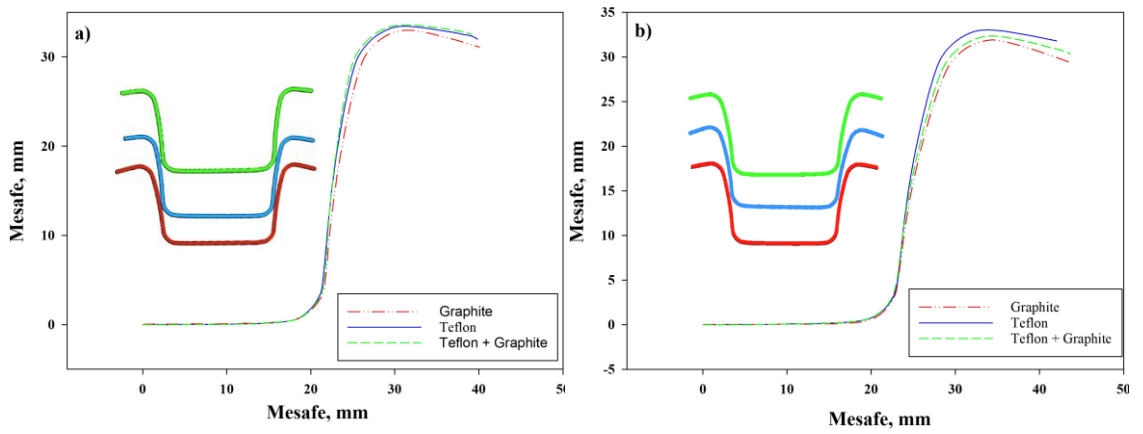 a)
30
20
10
0
Mesafe, mm
0 10 20 30 40 50
Mesafe, mm
Graphite
Teflon
Teflon + Graphite
b)
35
30
25
20
15
10
5
0
-5
Mesafe, mm
0 10 20 30 40 50
Mesafe, mm
Graphite
Teflon
Teflon + Graphite